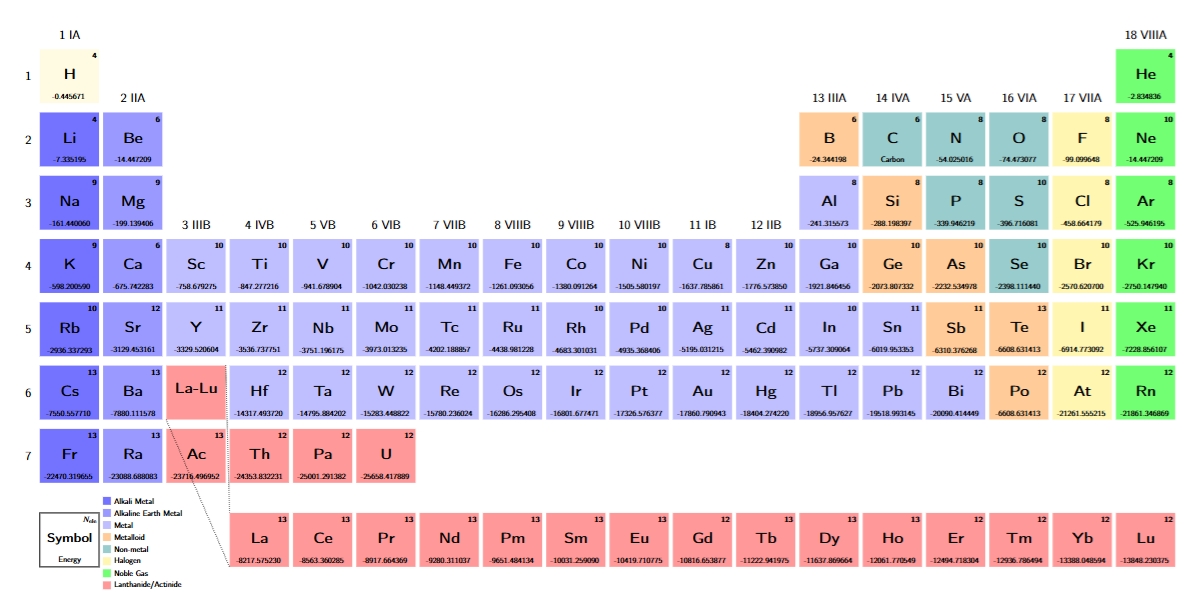 1 IA
18 VIIIA
1
4
H
-0.445671
4
He
-2.834836
2 IIA
13 IIIA
14 IVA
15 VA
16 VIA
17 VIIA
2
4
Li
-7.335195
6
Be
-14.447209
6
B
-24.344198
6
C
Carbon
8
N
-54.025016
8
O
-74.473077
8
F
-99.099648
10
Ne
-14.447209
3
9
Na
-161.440060
9
Mg
-199.139406
8
Al
-241.315573
8
Si
-288.198397
8
P
-339.946219
10
S
-396.716081
8
Cl
-458.664179
8
Ar
-525.946195
3 IIIB
4 IVB
5 VB
6 VIB
7 VIIB
8 VIIIB
9 VIIIB
10 VIIIB
11 IB
12 IIB
4
9
K
-598.200590
6
Ca
-675.742283
10
Sc
-758.679275
10
Ti
-847.277216
10
V
-941.678904
10
Cr
-1042.030238
10
Mn
-1148.449372
10
Fe
-1261.093056
10
Co
-1380.091264
10
Ni
-1505.580197
8
Cu
-1637.785861
10
Zn
-1776.573850
10
Ga
-1921.846456
10
Ge
-2073.807332
10
As
-2232.534978
10
Se
-2398.111440
10
Br
-2570.620700
10
Kr
-2750.147940
5
10
Rb
-2936.337293
12
Sr
-3129.453161
11
Y
-3329.520604
11
Zr
-3536.737751
11
Nb
-3751.196175
11
Mo
-3973.013235
11
Tc
-4202.188857
11
Ru
-4438.981228
11
Rh
-4683.301031
11
Pd
-4935.368406
11
Ag
-5195.031215
11
Cd
-5462.390982
11
In
-5737.309064
11
Sn
-6019.953353
11
Sb
-6310.376268
13
Te
-6608.631413
11
I
-6914.773092
11
Xe
-7228.856107
6
13
Cs
-7550.557710
13
Ba
-7880.111578
La-Lu
12
Hf
-14317.493720
12
Ta
-14795.884202
12
W
-15283.448822
12
Re
-15780.236024
12
Os
-16286.295408
12
Ir
-16801.677471
12
Pt
-17326.576377
12
Au
-17860.790943
12
Hg
-18404.274220
12
Tl
-18956.957627
12
Pb
-19518.993145
12
Bi
-20090.414449
12
Po
-6608.631413
12
At
-21261.555215
12
Rn
-21861.346869
7
13
Fr
-22470.319655
13
Ra
-23088.688083
13
Ac
-23716.496952
12
Th
-24353.832231
12
Pa
-25001.291382
12
U
-25658.417889
Nele
Symbol
Energy
Alkali Metal
Alkaline Earth Metal
Metal
Metalloid
Non-metal
Halogen
Noble Gas
Lanthanide/Actinide
13
La
-8217.575230
13
Ce
-8563.360285
13
Pr
-8917.664369
13
Nd
-9280.311037
13
Pm
-9651.484134
13
Sm
-10031.259090
13
Eu
-10419.710775
12
Gd
-10816.653877
12
Tb
-11222.941975
13
Dy
-11637.869664
13
Ho
-12061.770549
12
Er
-12494.718304
12
Tm
-12936.786494
12
Yb
-13388.048594
12
Lu
-13848.230375